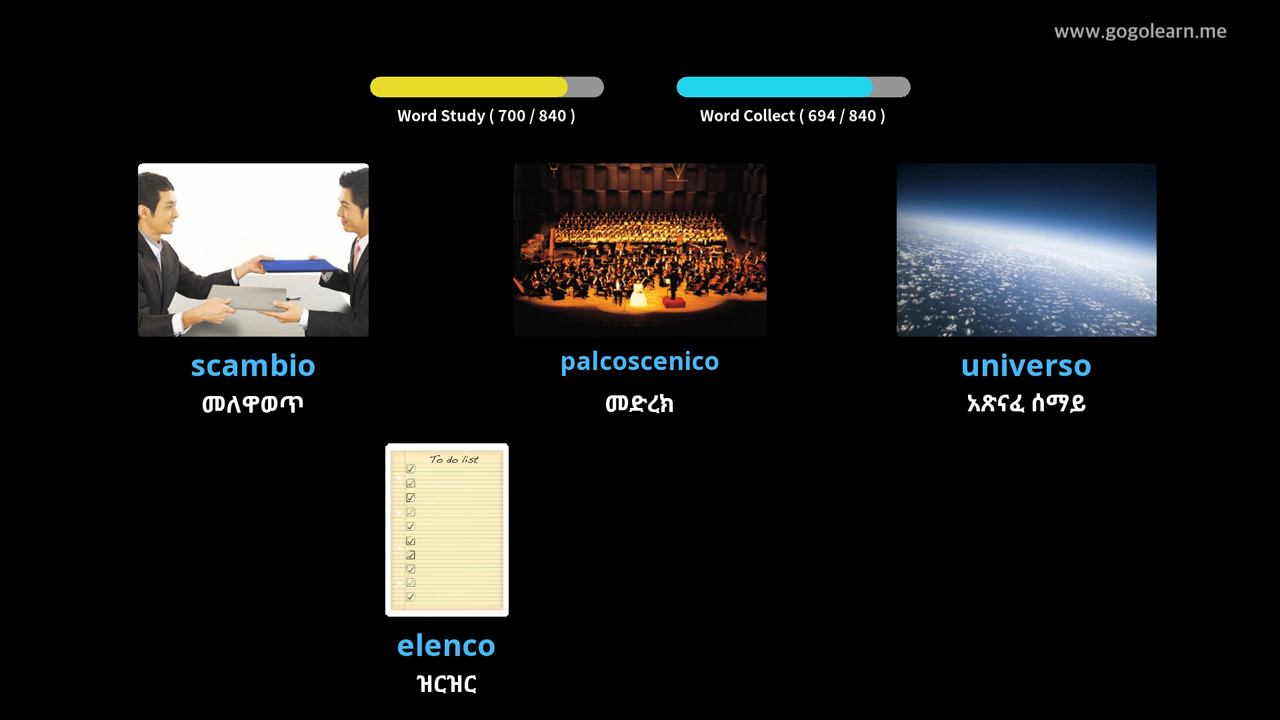 www.gogolearn.me
Word Study ( 700 / 840 )
Word Collect ( 694 / 840 )
scambio
palcoscenico
universo
መለዋወጥ
መድረክ
አጽናፈ ሰማይ
To do list
elenco
ዝርዝር